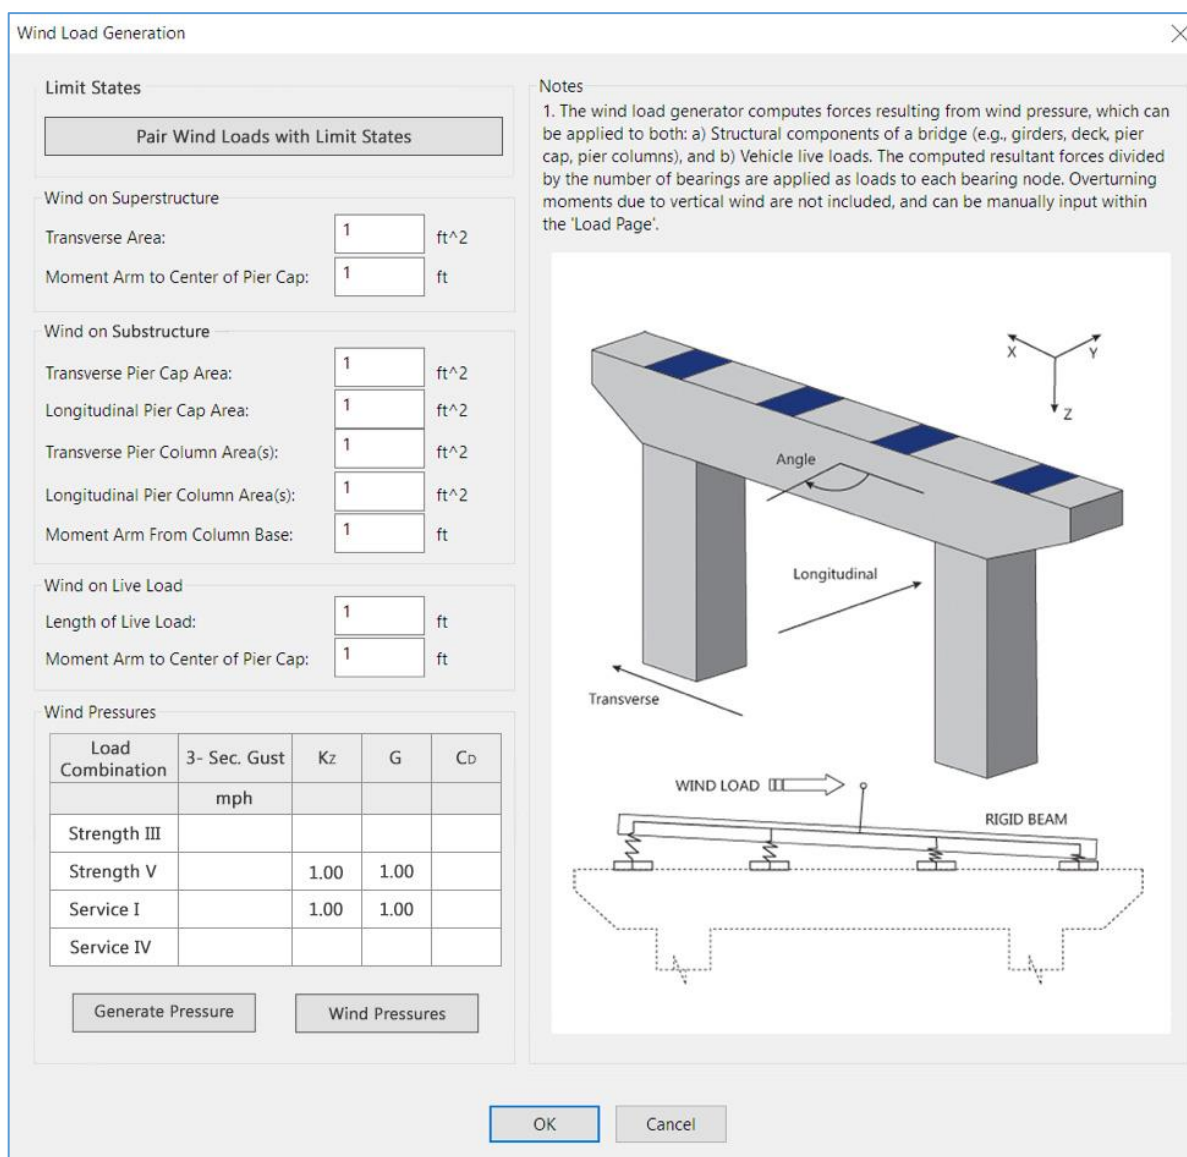 Wind Load Generation
Limit States
Pair Wind Loads with Limit States
Wind on Superstructure
Transverse Area: 1 ft^2
Moment Arm to Center of Pier Cap: 1 ft
Wind on Substructure
Transverse Pier Cap Area: 1 ft^2
Longitudinal Pier Cap Area: 1 ft^2
Transverse Pier Column Area(s): 1 ft^2
Longitudinal Pier Column Area(s): 1 ft^2
Moment Arm From Column Base: 1 ft
Wind on Live Load
Length of Live Load: 1 ft
Moment Arm to Center of Pier Cap: 1 ft
Wind Pressures
Load Combination 3- Sec. Gust KZ G CD
mph
Strength III
Strength V 1.00 1.00
Service I 1.00 1.00
Service IV
Generate Pressure Wind Pressures
Notes
1. The wind load generator computes forces resulting from wind pressure, which can
be applied to both: a) Structural components of a bridge (e.g., girders, deck, pier
cap, pier columns), and b) Vehicle live loads. The computed resultant forces divided
by the number of bearings are applied as loads to each bearing node. Overturning
moments due to vertical wind are not included, and can be manually input within
the 'Load Page'.
X Y
Z
Angle
Longitudinal
Transverse
WIND LOAD
RIGID BEAM
OK Cancel